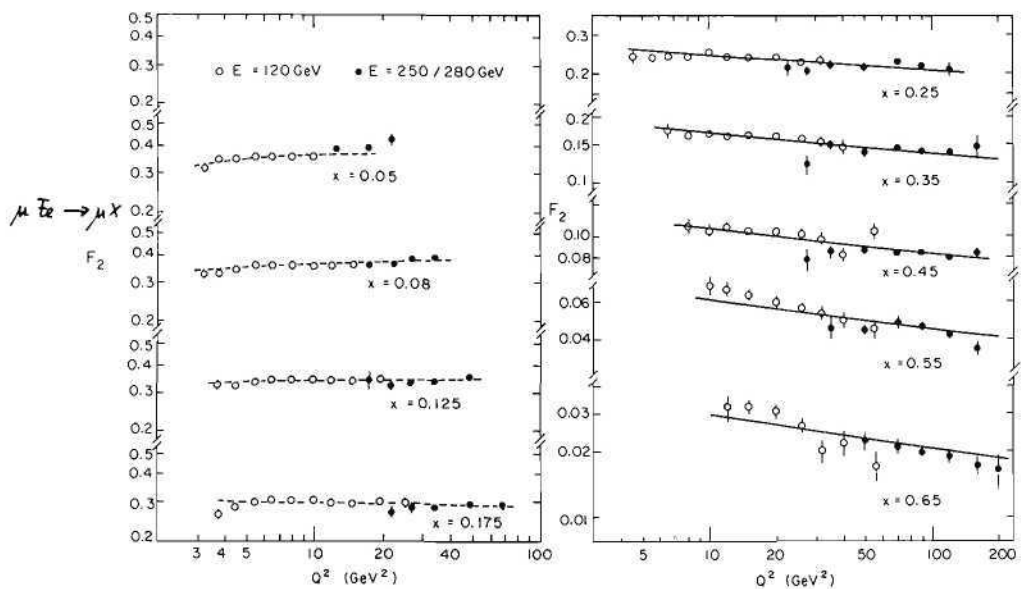 0.5
0.4
0.3
○ E = 120 GeV ● E = 250 / 280 GeV
0.3
0.5
0.4
0.3
x = 0.05
0.2
μ Fe → μX
F2
0.5
0.4
0.3
x = 0.08
0.3
0.5
0.4
0.3
x = 0.125
0.2
0.5
0.4
0.3
x = 0.175
0.2
3 4 5 10 20 40 60 100
Q² (GeV²)
0.3
0.2
x = 0.25
0.2
0.15
x = 0.35
0.1
F2
0.10
0.08
x = 0.45
0.06
0.04
x = 0.55
0.03
0.02
x = 0.65
0.01
5 10 20 50 100 200
Q² (GeV²)